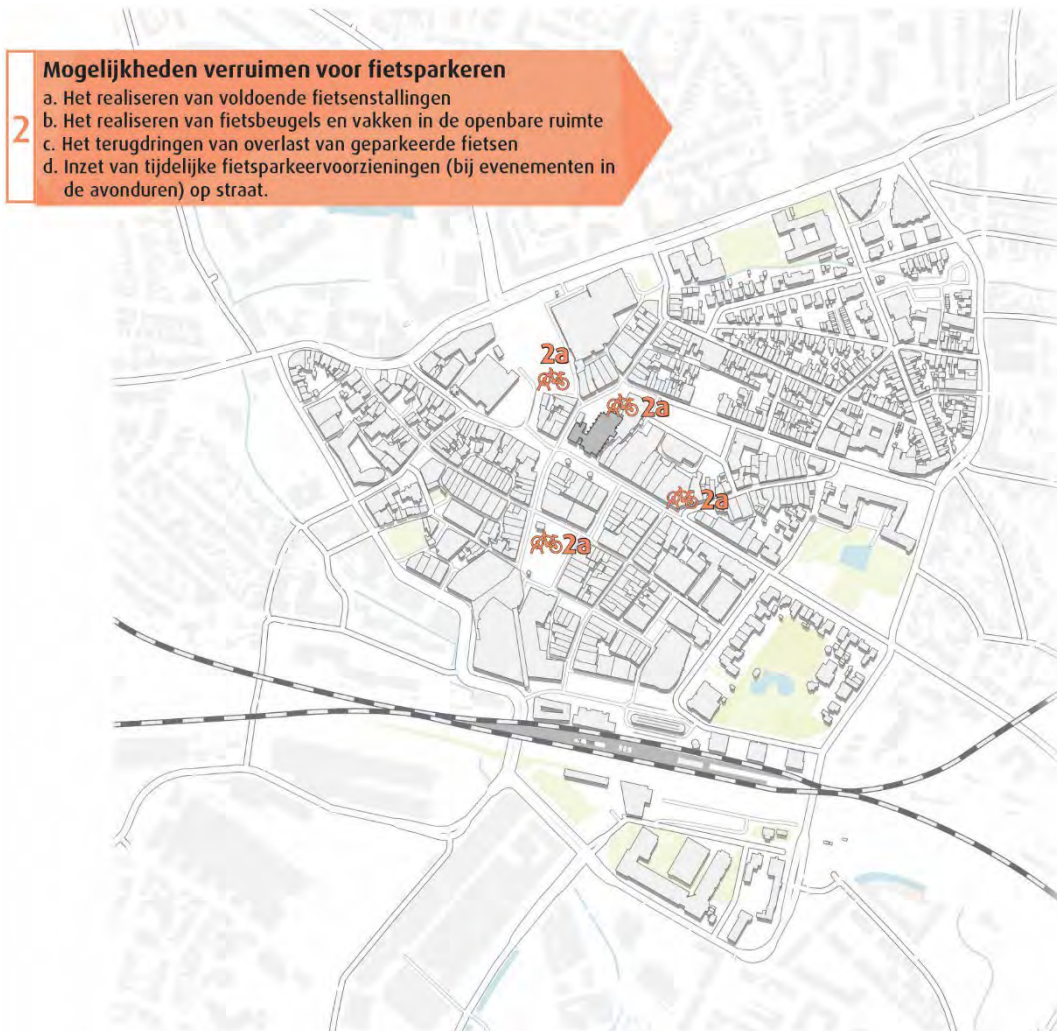 2
Mogelijkheden verruimen voor fietsparkeren
a. Het realiseren van voldoende fietsenstallingen
b. Het realiseren van fietsbeugels en vakken in de openbare ruimte
c. Het terugdringen van overlast van geparkeerde fietsen
d. Inzet van tijdelijke fietsparkeervoorzieningen (bij evenementen in
de avonduren) op straat.
2a
2a
2a
2a